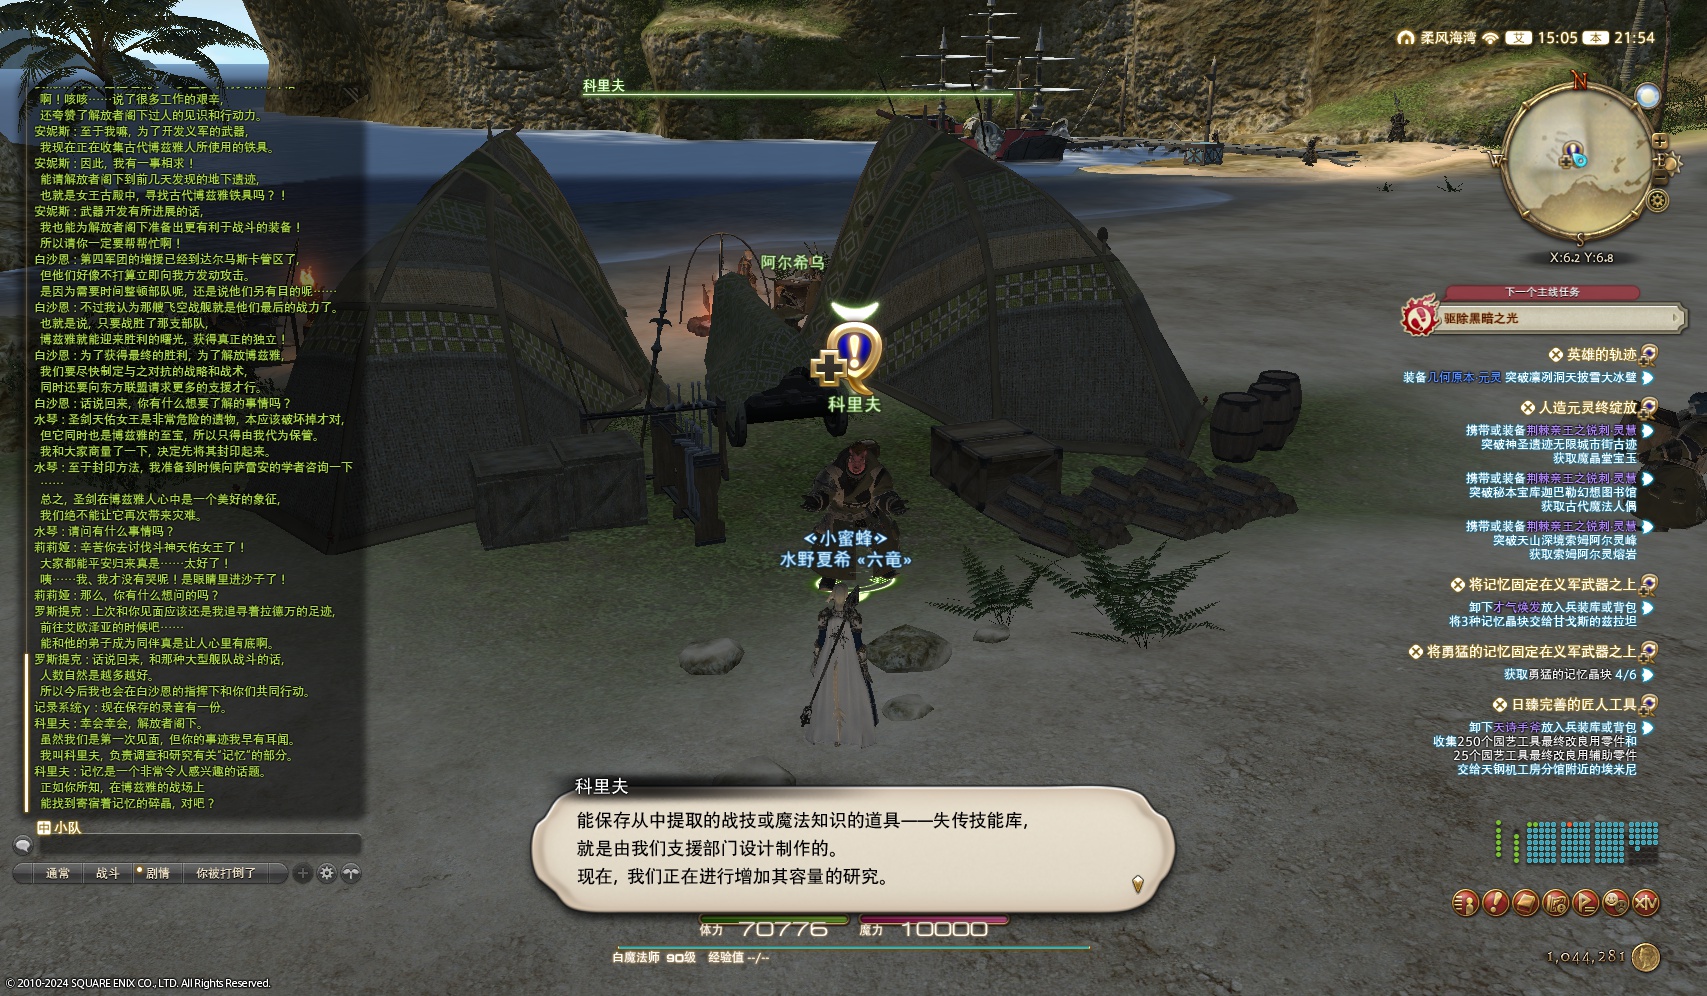 啊！咳咳……说了很多工作的艰辛，
还夸赞了解放者阁下过人的见识和行动力。
安妮斯：至于我嘛，为了开发义军的武器，
我现在正在收集古代博兹雅人所使用的铁具。
安妮斯：因此，我有一事相求！
能请解放者阁下到前几天发现的地下遗迹，
也就是女王古殿中，寻找古代博兹雅铁具吗？！
安妮斯：武器开发有所进展的话，
我也能为解放者阁下准备出更有利于战斗的装备！
所以请你一定要帮帮忙啊！
白沙恩：第四军团的增援已经到达尔马斯卡管区了，
但他们好像不打算立即向我方发动攻击。
是因为需要时间整顿部队呢，还是说他们另有目的呢……
白沙恩：不过我认为那艘飞空战舰就是他们最后的战力了。
也就是说，只要战胜了那支部队，
博兹雅就能迎来胜利的曙光，获得真正的独立！
白沙恩：为了获得最终的胜利，为了解放博兹雅，
我们要尽快制定与之对抗的战略和战术，
同时还要向东方联盟请求更多的支援才行。
白沙恩：话说回来，你有什么想要了解的事情吗？
水琴：圣剑天佑女王是非常危险的遗物，本应该破坏掉才对，
但它同时也是博兹雅的至宝，所以只得由我代为保管。
我和大家商量了一下，决定先将其封印起来。
水琴：至于封印方法，我准备到时候向萨雷安的学者咨询一下
……
总之，圣剑在博兹雅人心中是一个美好的象征，
我们绝不能让它再次带来灾难。
水琴：请问有什么事情吗？
莉莉娅：辛苦你去讨伐斗神天佑女王了！
大家都能平安归来真是……太好了！
咦……我、我才没有哭呢！是眼睛里进沙子了！
莉莉娅：那么，你有什么想问的吗？
罗斯提克：上次和你见面应该还是我追寻着拉德万的足迹，
前往艾欧泽亚的时候吧……
能和他的弟子成为同伴真是让人心里有底啊。
罗斯提克：话说回来，和那种大型舰队战斗的话，
人数自然是越多越好。
所以今后我也会在白沙恩的指挥下和你们共同行动。
记录系统γ：现在保存的录音有一份。
科里夫：幸会幸会，解放者阁下。
虽然我们是第一次见面，但你的事迹我早有耳闻。
我叫科里夫，负责调查和研究有关“记忆”的部分。
科里夫：记忆是一个非常令人感兴趣的话题。
正如你所知，在博兹雅的战场上
能找到寄宿着记忆的碎晶，对吧？
中 小队
通常 战斗 剧情 你被打倒了
© 2010-2024 SQUARE ENIX CO., LTD. All Rights Reserved.
科里夫
阿尔希乌
科里夫
小蜜蜂
水野夏希 «六竜»
科里夫
能保存从中提取的战技或魔法知识的道具——失传技能库，
就是由我们支援部门设计制作的。
现在，我们正在进行增加其容量的研究。
体力 70776 魔力 10000
白魔法师 90级 经验值 --/--
柔风海湾 艾 15:05 本 21:54
N
W
E
S
X:6.2 Y:6.8
下一个主线任务
驱除黑暗之光
英雄的轨迹
装备几何原本·元灵 突破凛冽洞天披雪大冰壁
人造元灵终绽放
携带或装备荆棘亲王之锐刺·灵慧
突破神圣遗迹无限城市街古迹
获取魔晶堂宝玉
携带或装备荆棘亲王之锐刺·灵慧
突破秘本宝库迦巴勒幻想图书馆
获取古代魔法人偶
携带或装备荆棘亲王之锐刺·灵慧
突破天山深境索姆阿尔灵峰
获取索姆阿尔灵熔岩
将记忆固定在义军武器之上
卸下才气焕发放入兵装库或背包
将3种记忆晶块交给甘戈斯的兹拉坦
将勇猛的记忆固定在义军武器之上
获取勇猛的记忆晶块 4/6
日臻完善的匠人工具
卸下天诗手斧放入兵装库或背包
收集250个园艺工具最终改良用零件和
25个园艺工具最终改良用辅助零件
交给天钢机工房分馆附近的埃米尼
XIV
1,044,281